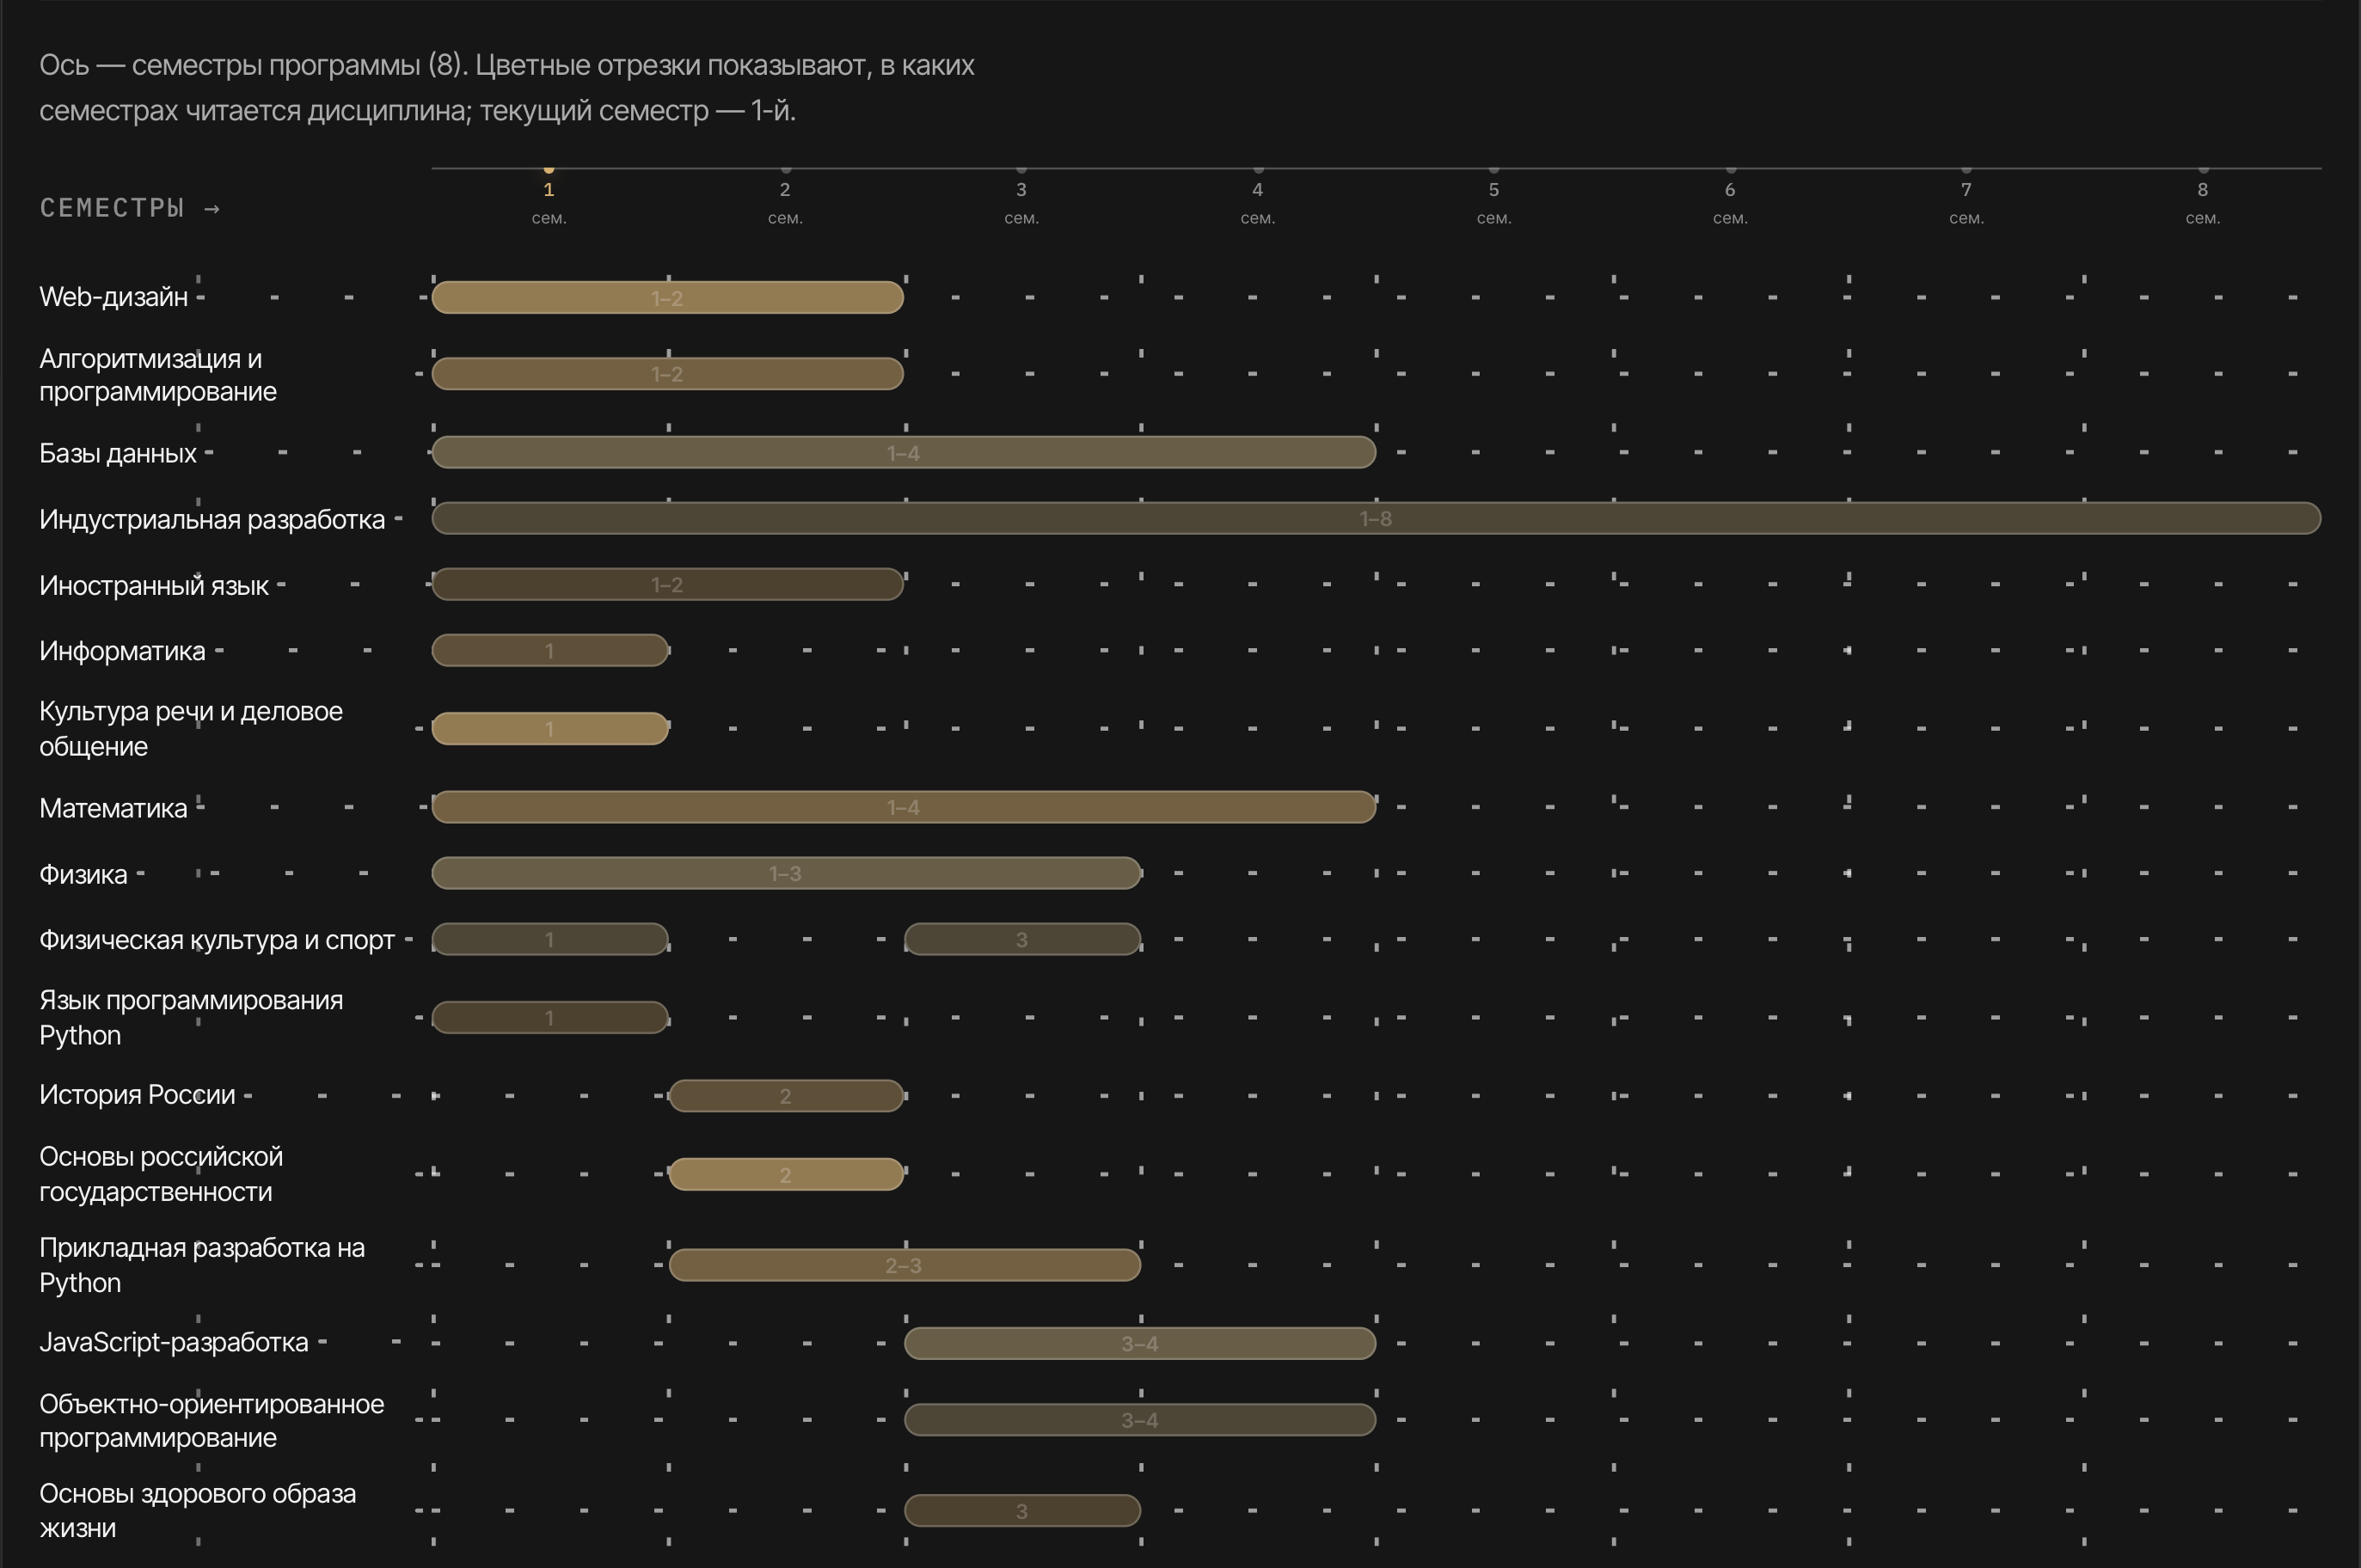 Ось — семестры программы (8). Цветные отрезки показывают, в каких
семестрах читается дисциплина; текущий семестр — 1-й.
СЕМЕСТРЫ →
1 2 3 4 5 6 7 8
сем. сем. сем. сем. сем. сем. сем. сем.
Web-дизайн
1–2
Алгоритмизация и
программирование
1–2
Базы данных
1–4
Индустриальная разработка
1–8
Иностранный язык
1–2
Информатика
1
Культура речи и деловое
общение
1
Математика
1–4
Физика
1–3
Физическая культура и спорт
1 3
Язык программирования
Python
1
История России
2
Основы российской
государственности
2
Прикладная разработка на
Python
2–3
JavaScript-разработка
3–4
Объектно-ориентированное
программирование
3–4
Основы здорового образа
жизни
3